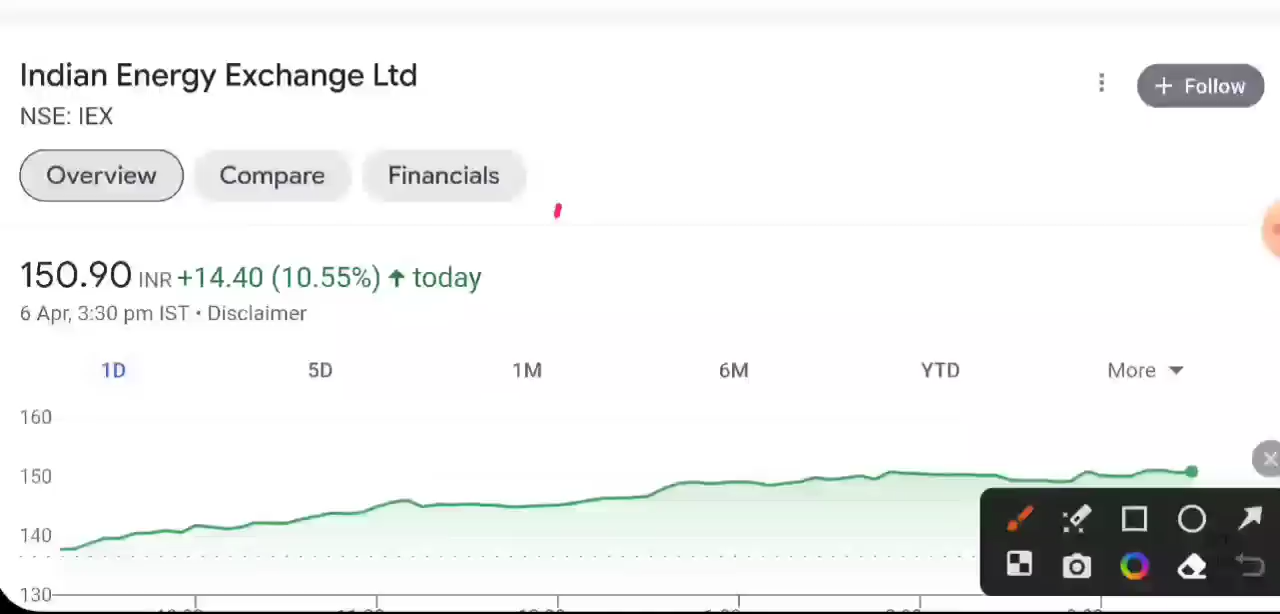 Indian Energy Exchange Ltd
+ Follow
NSE: IEX
Overview Compare Financials
150.90 INR +14.40 (10.55%) ↑ today
6 Apr, 3:30 pm IST • Disclaimer
1D 5D 1M 6M YTD More
160
150
140
130